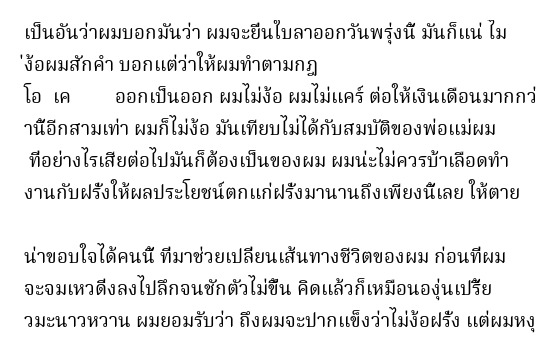 เป็นอันว่าผมบอกมันว่า ผมจะยื่นใบลาออกวันพรุ่งนี้ มันก็แน่ ไม
่ง้อผมสักคำ บอกแต่ว่าให้ผมทำตามกฎ
โอ เค ออกเป็นออก ผมไม่ง้อ ผมไม่แคร์ ต่อให้เงินเดือนมากกว่
านี้อีกสามเท่า ผมก็ไม่ง้อ มันเทียบไม่ได้กับสมบัติของพ่อแม่ผม
ที่อย่างไรเสียต่อไปมันก็ต้องเป็นของผม ผมน่ะไม่ควรบ้าเลือดทำ
งานกับฝรั่งให้ผลประโยชน์ตกแก่ฝรั่งมานานถึงเพียงนี้เลย ให้ตาย
น่าขอบใจได้คนนี้ ที่มาช่วยเปลี่ยนเส้นทางชีวิตของผม ก่อนที่ผม
จะจมเหวดิ่งลงไปลึกจนชักตัวไม่ขึ้น คิดแล้วก็เหมือนองุ่นเปรี้ย
วมะนาวหวาน ผมยอมรับว่า ถึงผมจะปากแข็งว่าไม่ง้อฝรั่ง แต่ผมหงุ